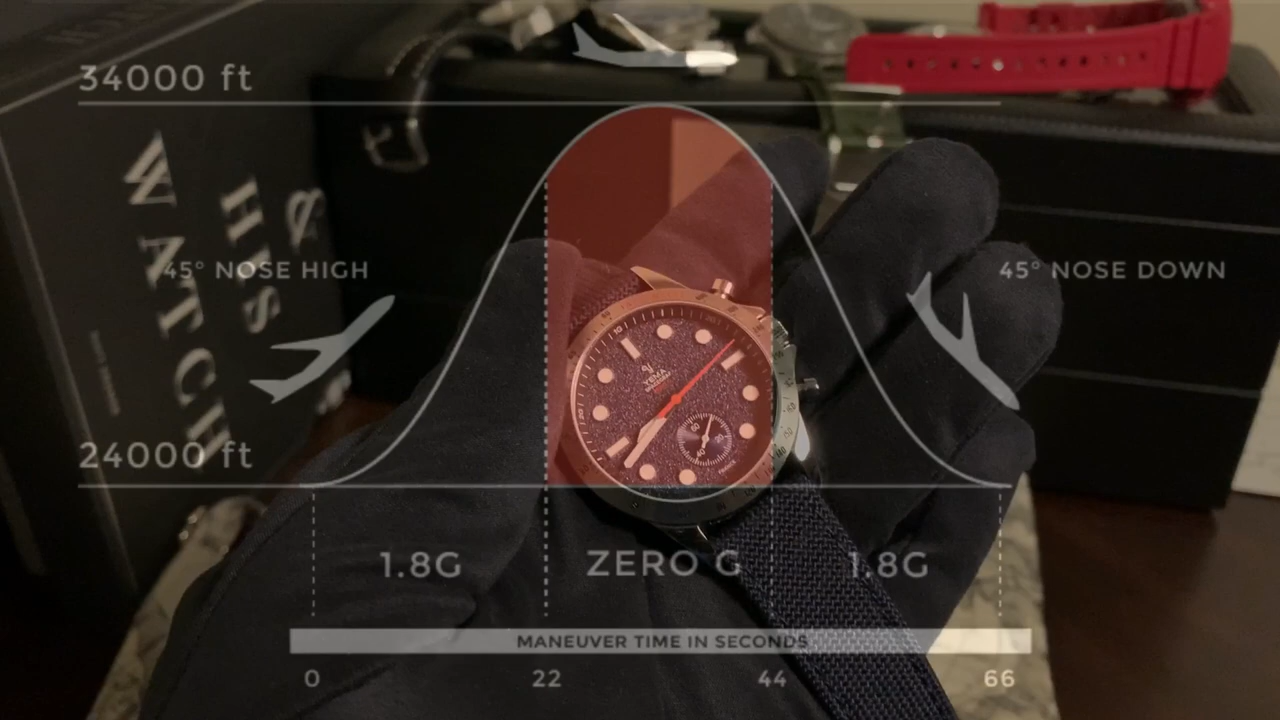 34000 ft
WATCH
HIS
&
45° NOSE HIGH
45° NOSE DOWN
YEMA
24000 ft
1.8G
ZERO G
1.8G
MANEUVER TIME IN SECONDS
0
22
44
66